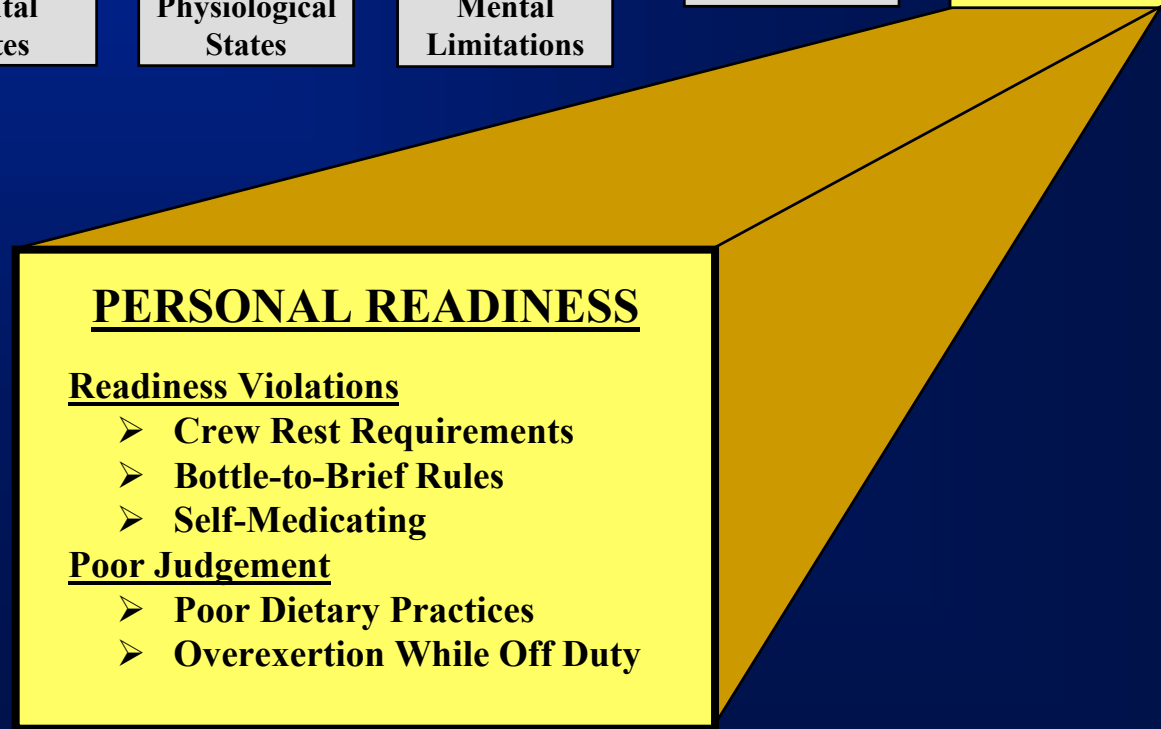 Physiological
Mental
States
Limitations
PERSONAL READINESS
Readiness Violations
➢ Crew Rest Requirements
➢ Bottle-to-Brief Rules
➢ Self-Medicating
Poor Judgement
➢ Poor Dietary Practices
➢ Overexertion While Off Duty